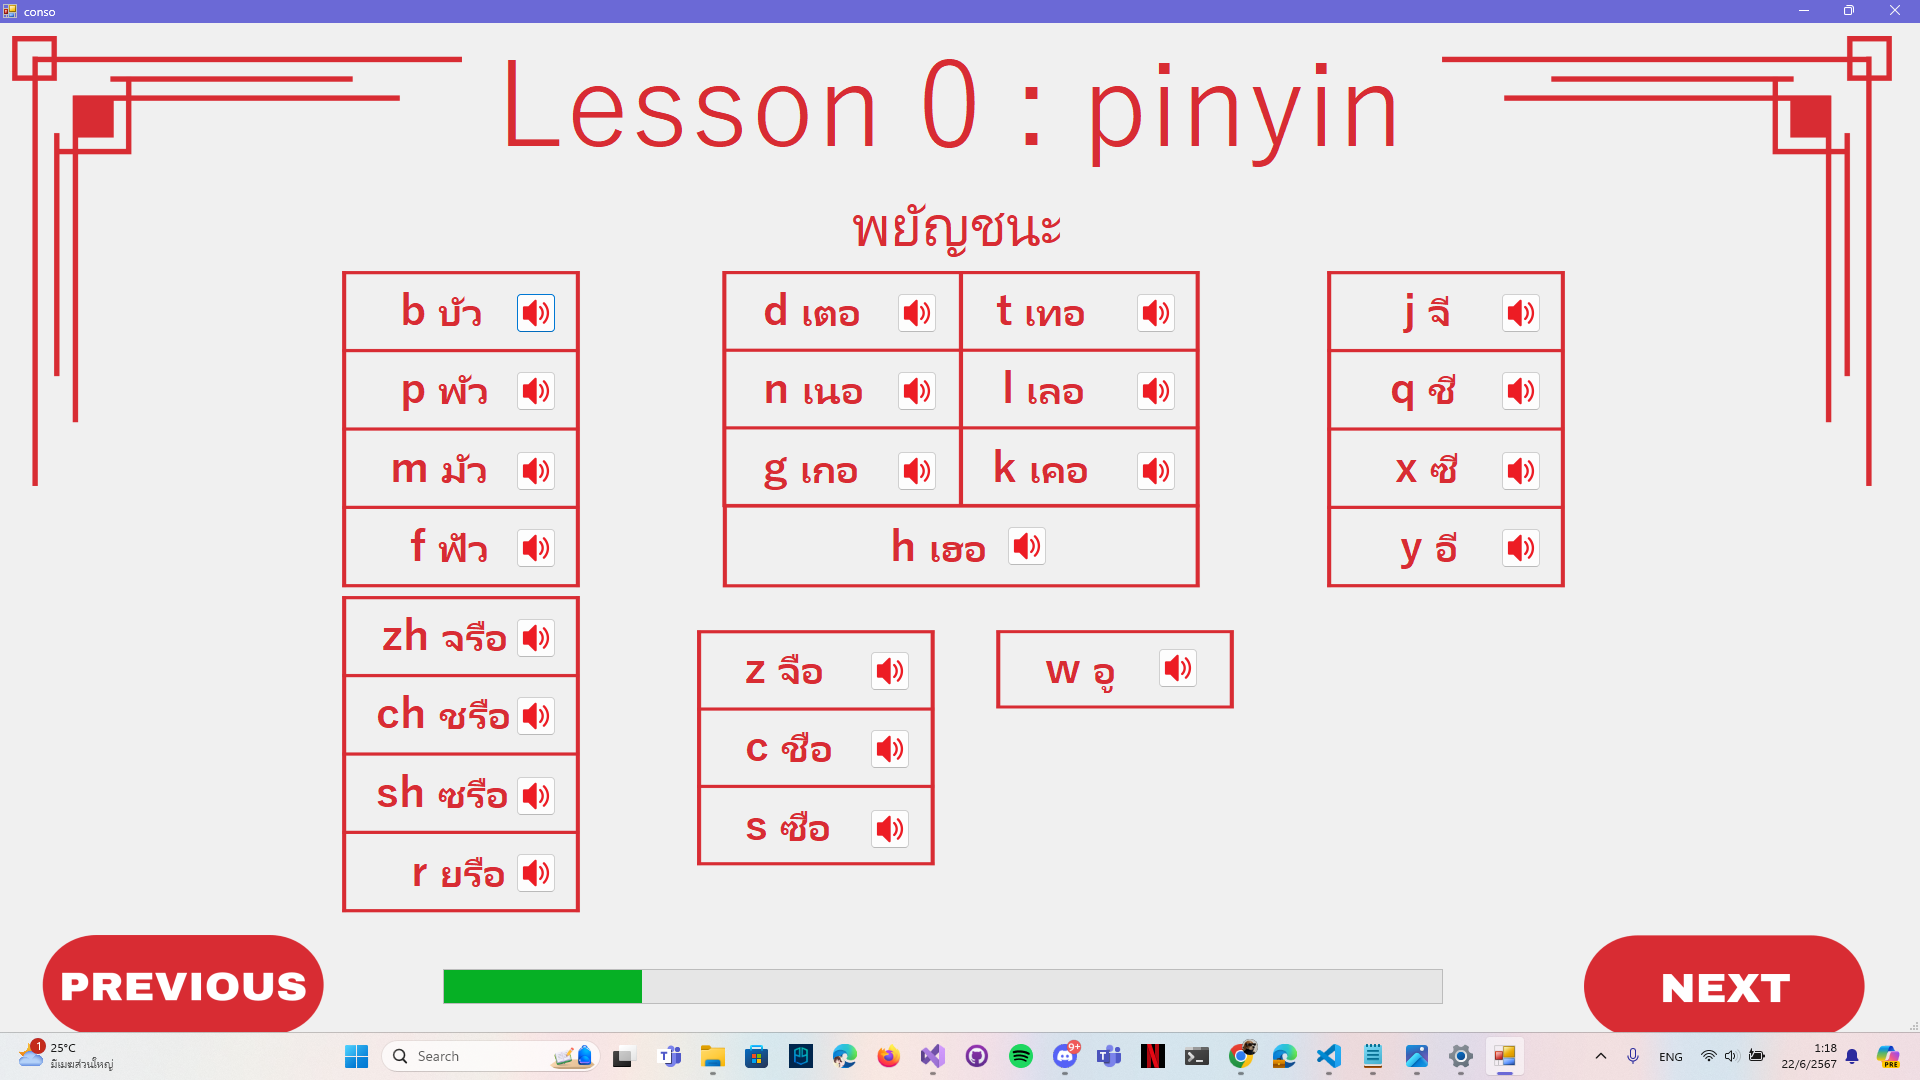 conso
Lesson 0 : pinyin
พยัญชนะ
b บัว
p พัว
m มัว
f ฟัว
d เตอ
t เทอ
n เนอ
l เลอ
g เกอ
k เคอ
h เฮอ
j จี
q ชี
x ซี
y อี
zh จรือ
ch ชรือ
sh ซรือ
r ยรือ
z จือ
c ชือ
s ซือ
w อู
PREVIOUS
NEXT
1
25°C
มีเมฆส่วนใหญ่
Search
9+
ENG
1:18
22/6/2567
PRE